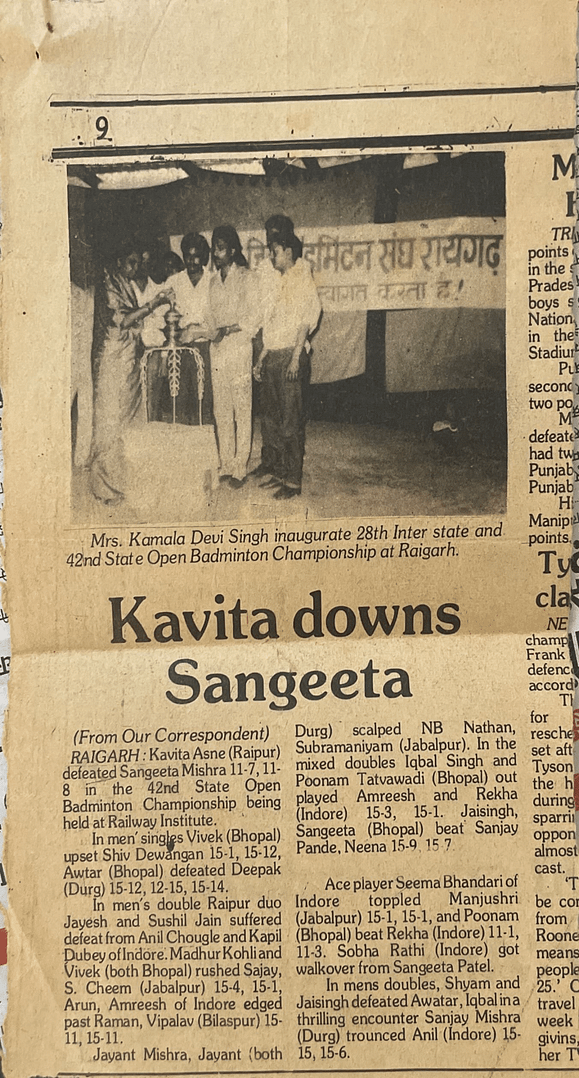 9
डमिंटन संघ रायगढ़
स्वागत करता है!
Mrs. Kamala Devi Singh inaugurate 28th Inter state and
42nd State Open Badminton Championship at Raigarh.
Kavita downs
Sangeeta
(From Our Correspondent)
RAIGARH : Kavita Asne (Raipur)
defeated Sangeeta Mishra 11-7, 11-
8 in the 42nd State Open
Badminton Championship being
held at Railway Institute.
In men' singles Vivek (Bhopal)
upset Shiv Dewangan 15-1, 15-12,
Awtar (Bhopal) defeated Deepak
(Durg) 15-12, 12-15, 15-14.
In men's double Raipur duo
Jayesh and Sushil Jain suffered
defeat from Anil Chougle and Kapil
Dubey of Indore. Madhur Kohli and
Vivek (both Bhopal) rushed Sajay,
S. Cheem (Jabalpur) 15-4, 15-1,
Arun, Amreesh of Indore edged
past Raman, Vipalav (Bilaspur) 15-
11, 15-11.
Jayant Mishra, Jayant (both
Durg) scalped NB Nathan,
Subramaniyam (Jabalpur). In the
mixed doubles Iqbal Singh and
Poonam Tatvawadi (Bhopal) out
played Amreesh and Rekha
(Indore) 15-3, 15-1. Jaisingh,
Sangeeta (Bhopal) beat Sanjay
Pande, Neena 15-9, 15 7
Ace player Seema Bhandari of
Indore toppled Manjushri
(Jabalpur) 15-1, 15-1, and Poonam
(Bhopal) beat Rekha (Indore) 11-1,
11-3. Sobha Rathi (Indore) got
walkover from Sangeeta Patel.
In mens doubles, Shyam and
Jaisingh defeated Awatar, Iqbal in a
thrilling encounter Sanjay Mishra
(Durg) trounced Anil (Indore) 15-
15, 15-6.
M
H
points
in the
Prades
boys s
Nation
in the
Stadiur
Pu
second
two po
M
defeate
had tw
Punjab
Punjab
H
Manip
points.
Ty
cla
NE
champ
Frank
defenc
accord
T
for
resche
set aft
Tyson
the h
during
sparri
oppon
almost
cast.
'T
be cor
from
Roone
means
people
25.' C
travel
week
givins,
her TV